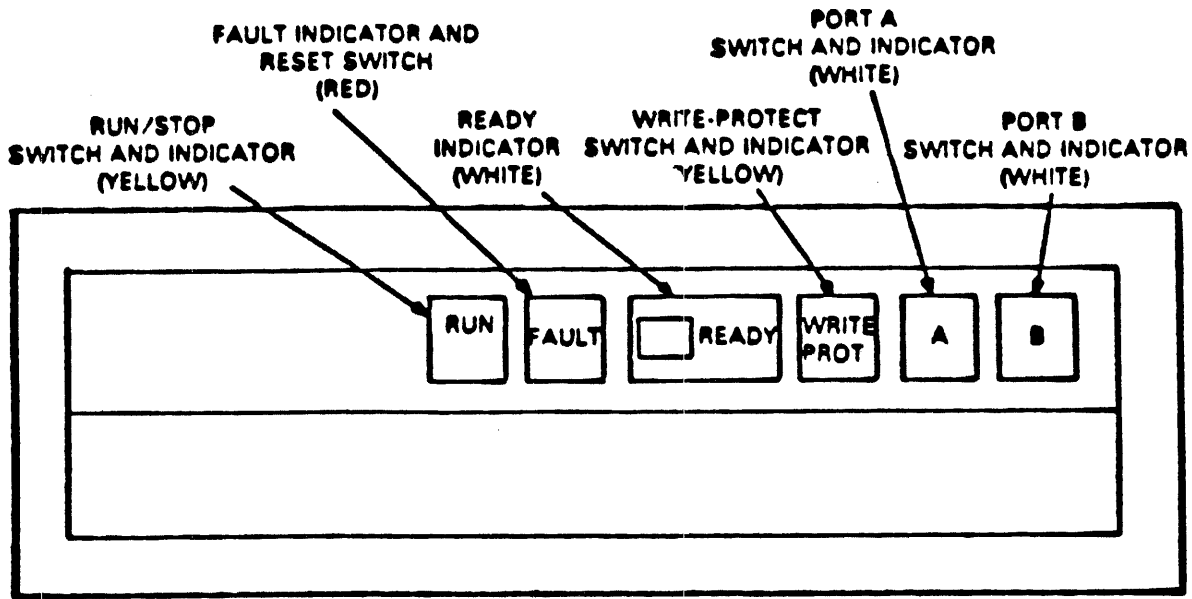 FAULT INDICATOR AND
RESET SWITCH
(RED)
PORT A
SWITCH AND INDICATOR
(WHITE)
RUN/STOP
SWITCH AND INDICATOR
(YELLOW)
READY
INDICATOR
(WHITE)
WRITE-PROTECT
SWITCH AND INDICATOR
YELLOW)
PORT B
SWITCH AND INDICATOR
(WHITE)
RUN
FAULT
READY
WRITE
PROT
A
B